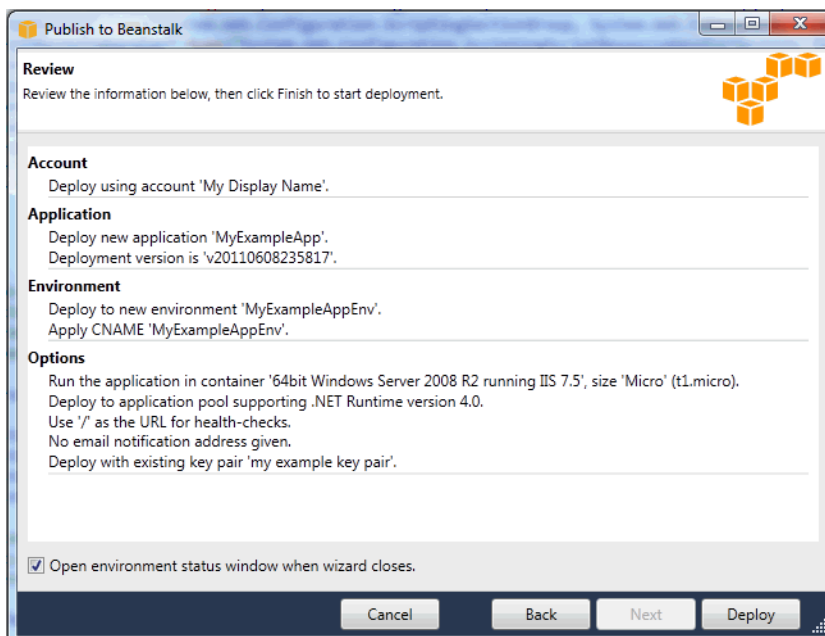 Publish to Beanstalk
Review
Review the information below, then click Finish to start deployment.
Account
Deploy using account 'My Display Name'.
Application
Deploy new application 'MyExampleApp'.
Deployment version is 'v20110608235817'.
Environment
Deploy to new environment 'MyExampleAppEnv'.
Apply CNAME 'MyExampleAppEnv'.
Options
Run the application in container '64bit Windows Server 2008 R2 running IIS 7.5', size 'Micro' (t1.micro).
Deploy to application pool supporting .NET Runtime version 4.0.
Use '/' as the URL for health-checks.
No email notification address given.
Deploy with existing key pair 'my example key pair'.
Open environment status window when wizard closes.
Cancel Back Next Deploy